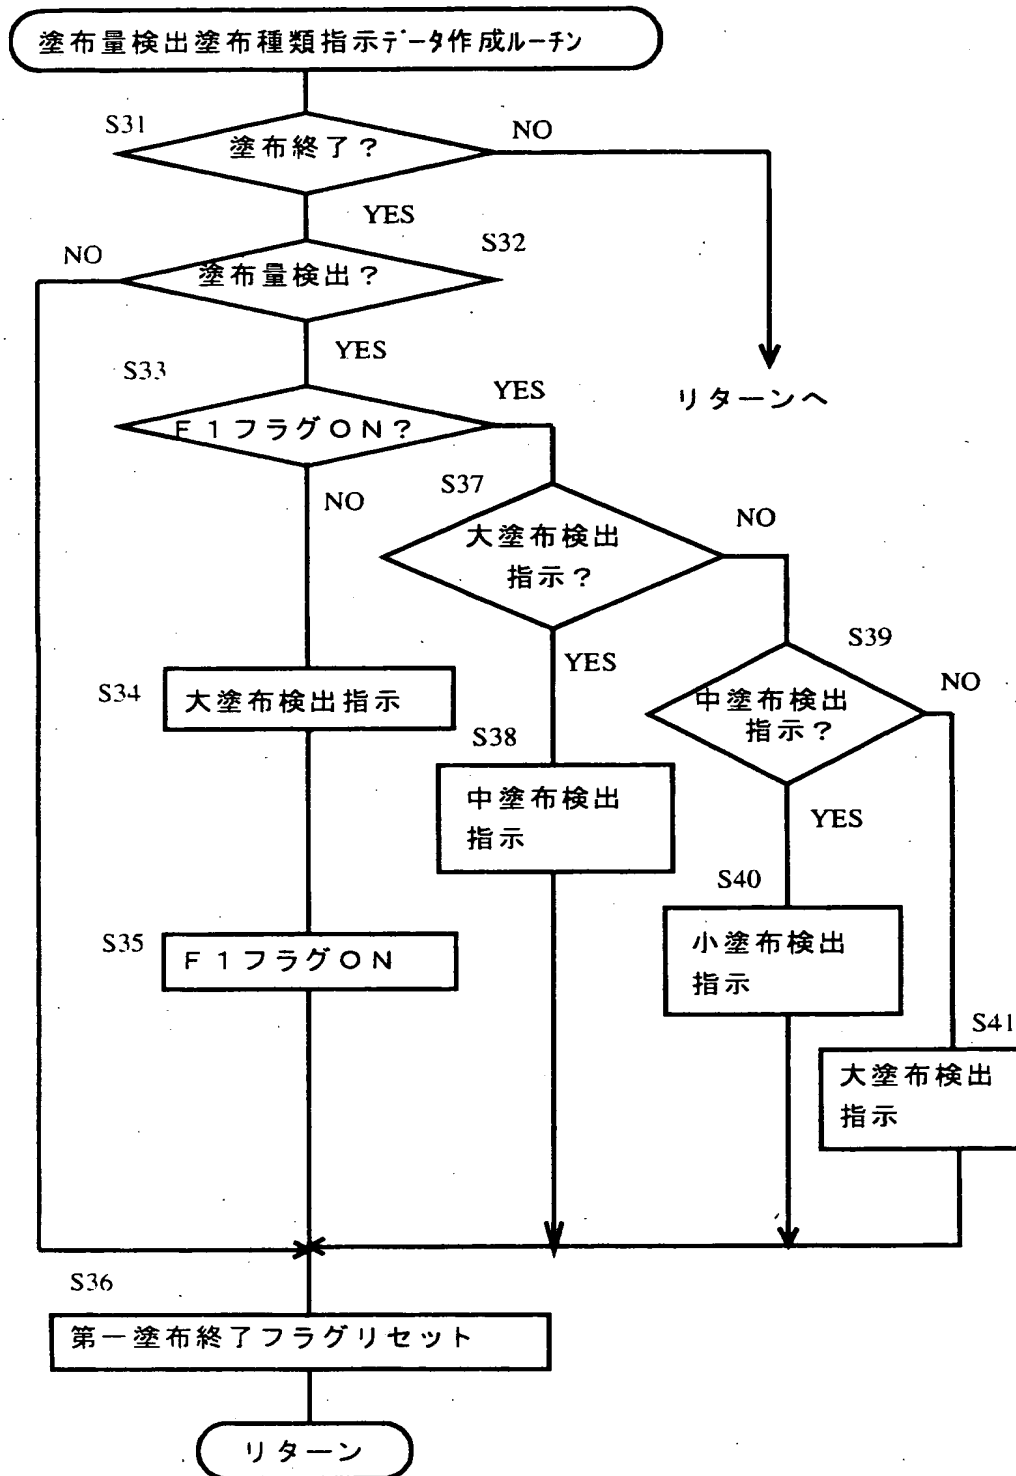 塗布量検出塗布種類指示ﾃﾞｰﾀ作成ﾙｰﾁﾝ
S31
塗布終了？
NO
YES
S32
NO
塗布量検出？
YES
S33
YES
リターンへ
F1フラグON？
S37
NO
NO
大塗布検出
指示？
S39
YES
S34
大塗布検出指示
NO
中塗布検出
指示？
S38
中塗布検出
指示
YES
S40
S35
F1フラグON
小塗布検出
指示
S41
大塗布検出
指示
S36
第一塗布終了フラグリセット
リターン